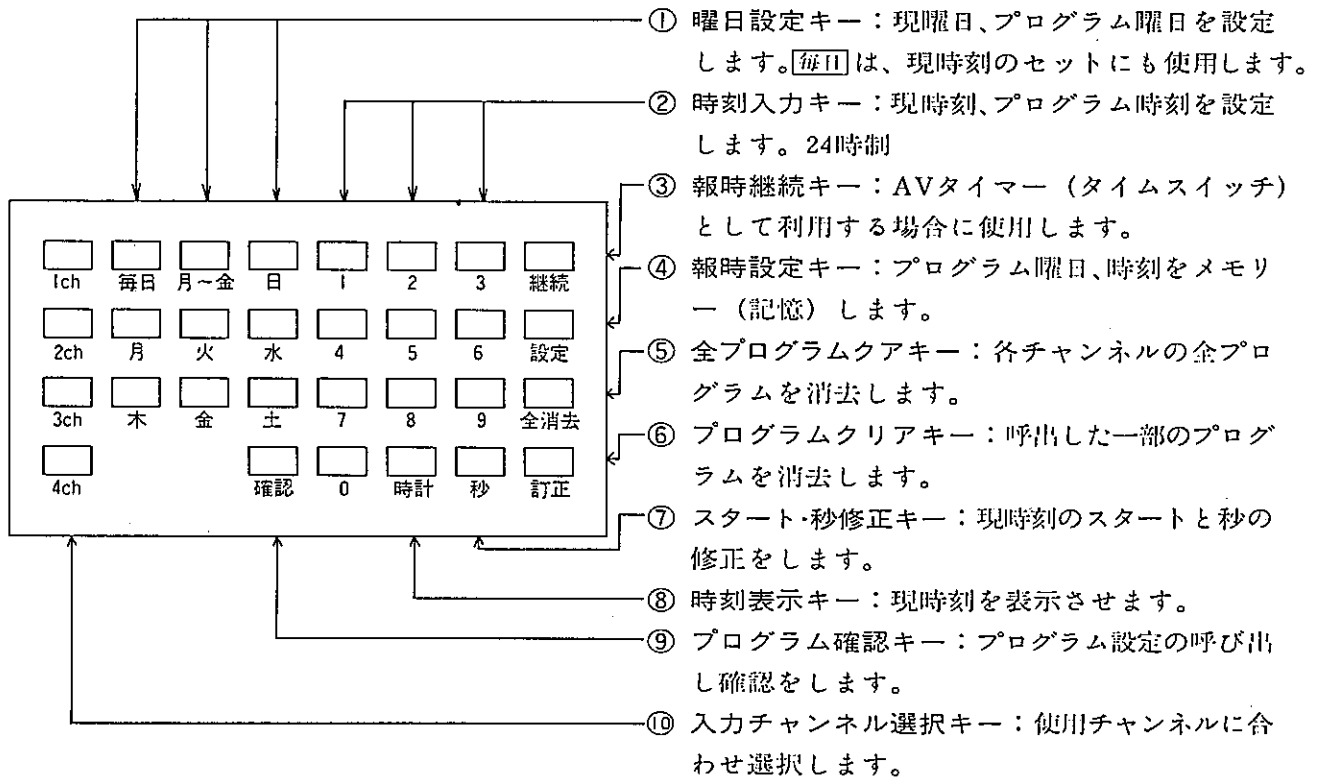 ① 曜日設定キー：現曜日、プログラム曜日を設定
します。毎日は、現時刻のセットにも使用します。
② 時刻入力キー：現時刻、プログラム時刻を設定
します。24時制
③ 報時継続キー：AVタイマー（タイムスイッチ）
として利用する場合に使用します。
④ 報時設定キー：プログラム曜日、時刻をメモリ
ー（記憶）します。
⑤ 全プログラムクアキー：各チャンネルの全プロ
グラムを消去します。
⑥ プログラムクリアキー：呼出した一部のプログ
ラムを消去します。
⑦ スタート・秒修正キー：現時刻のスタートと秒の
修正をします。
⑧ 時刻表示キー：現時刻を表示させます。
⑨ プログラム確認キー：プログラム設定の呼び出
し確認をします。
⑩ 入力チャンネル選択キー：使用チャンネルに合
わせ選択します。
1ch 毎日 月～金 日 1 2 3 継続
2ch 月 火 水 4 5 6 設定
3ch 木 金 土 7 8 9 全消去
4ch 確認 0 時計 秒 訂正